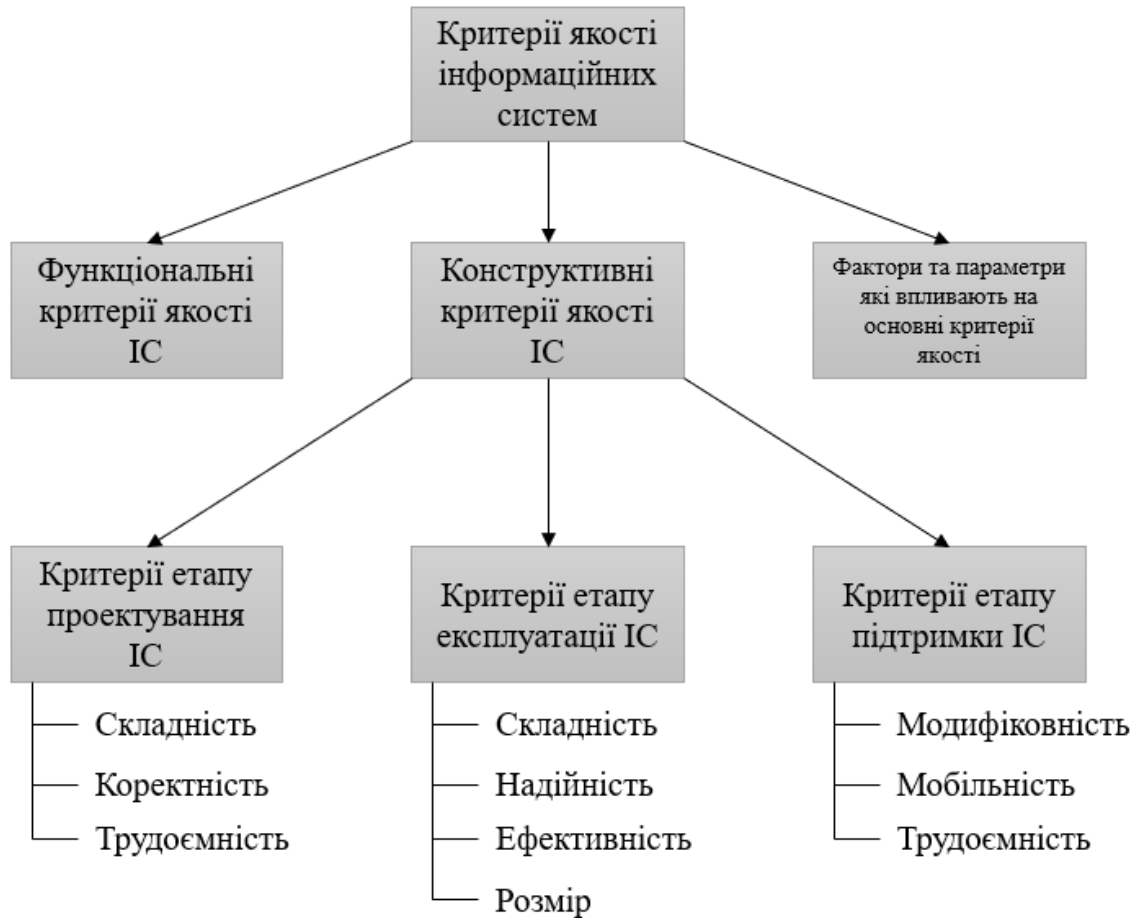 Критерії якості
інформаційних
систем
Функціональні
критерії якості
ІС
Конструктивні
критерії якості
ІС
Фактори та параметри
які впливають на
основні критерії
якості
Критерії етапу
проектування
ІС
Складність
Коректність
Трудоємність
Критерії етапу
експлуатації ІС
Складність
Надійність
Ефективність
Розмір
Критерії етапу
підтримки ІС
Модифіковність
Мобільність
Трудоємність